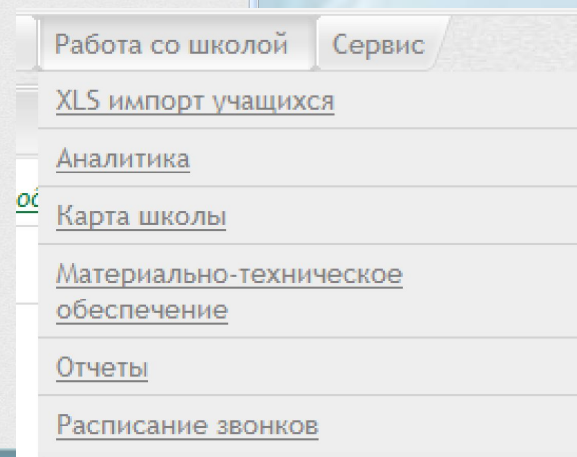 Работа со школой Сервис
XLS импорт учащихся
Аналитика
Карта школы
Материально-техническое
обеспечение
Отчеты
Расписание звонков